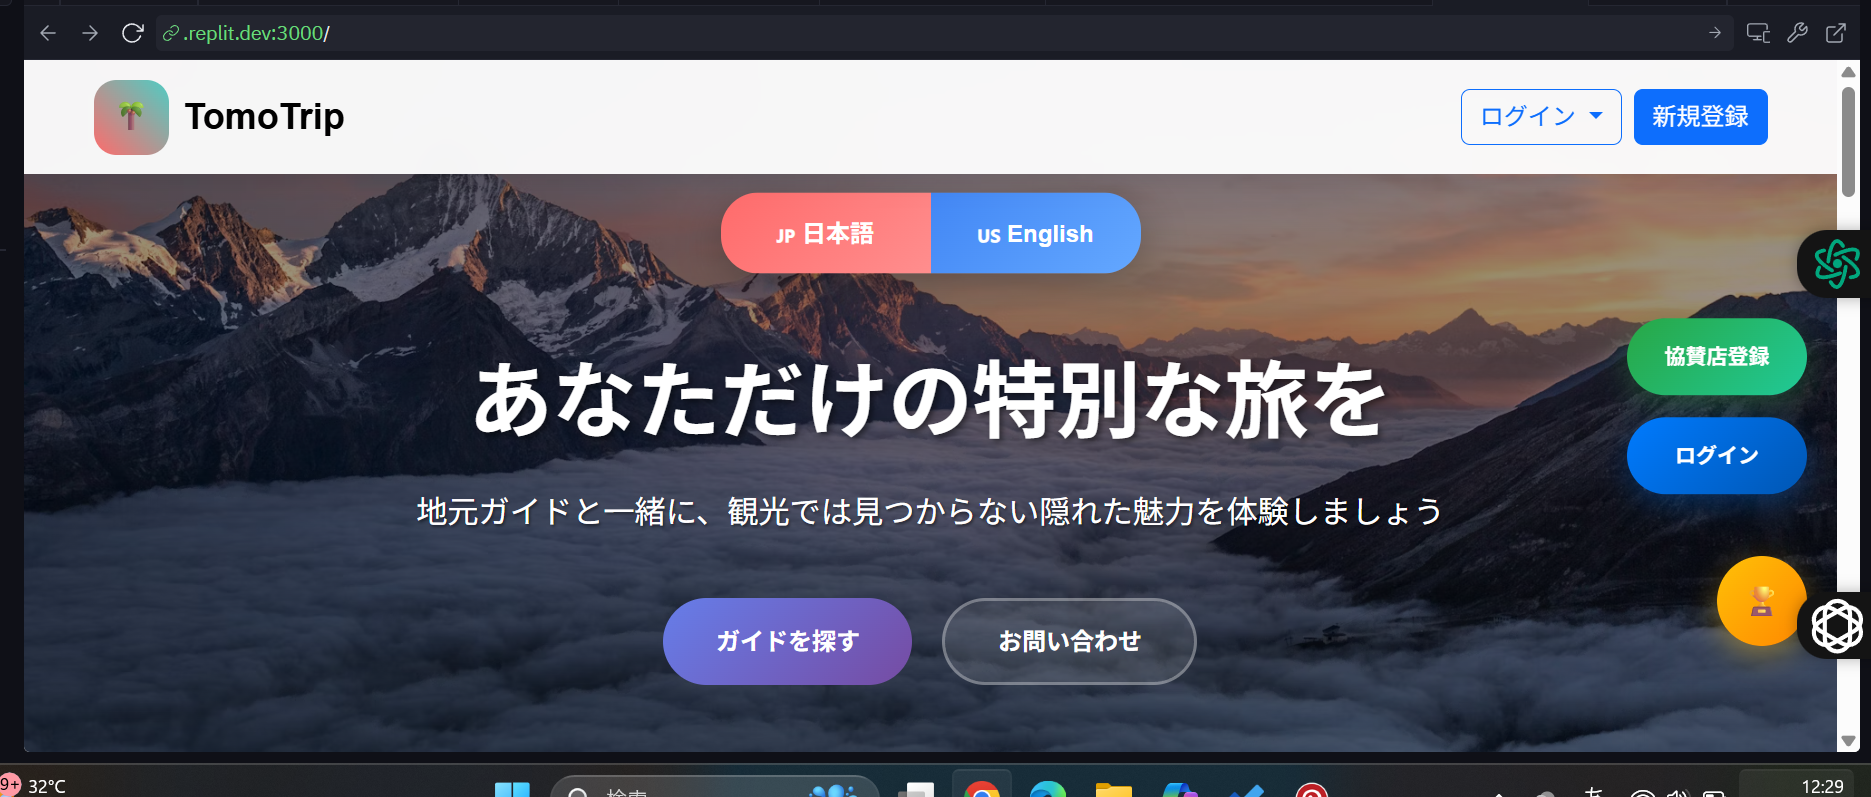 .replit.dev:3000/
TomoTrip
ログイン
新規登録
JP 日本語
US English
あなただけの特別な旅を
協賛店登録
ログイン
地元ガイドと一緒に、観光では見つからない隠れた魅力を体験しましょう
ガイドを探す
お問い合わせ
9+
32°C
検索
あ
12:29